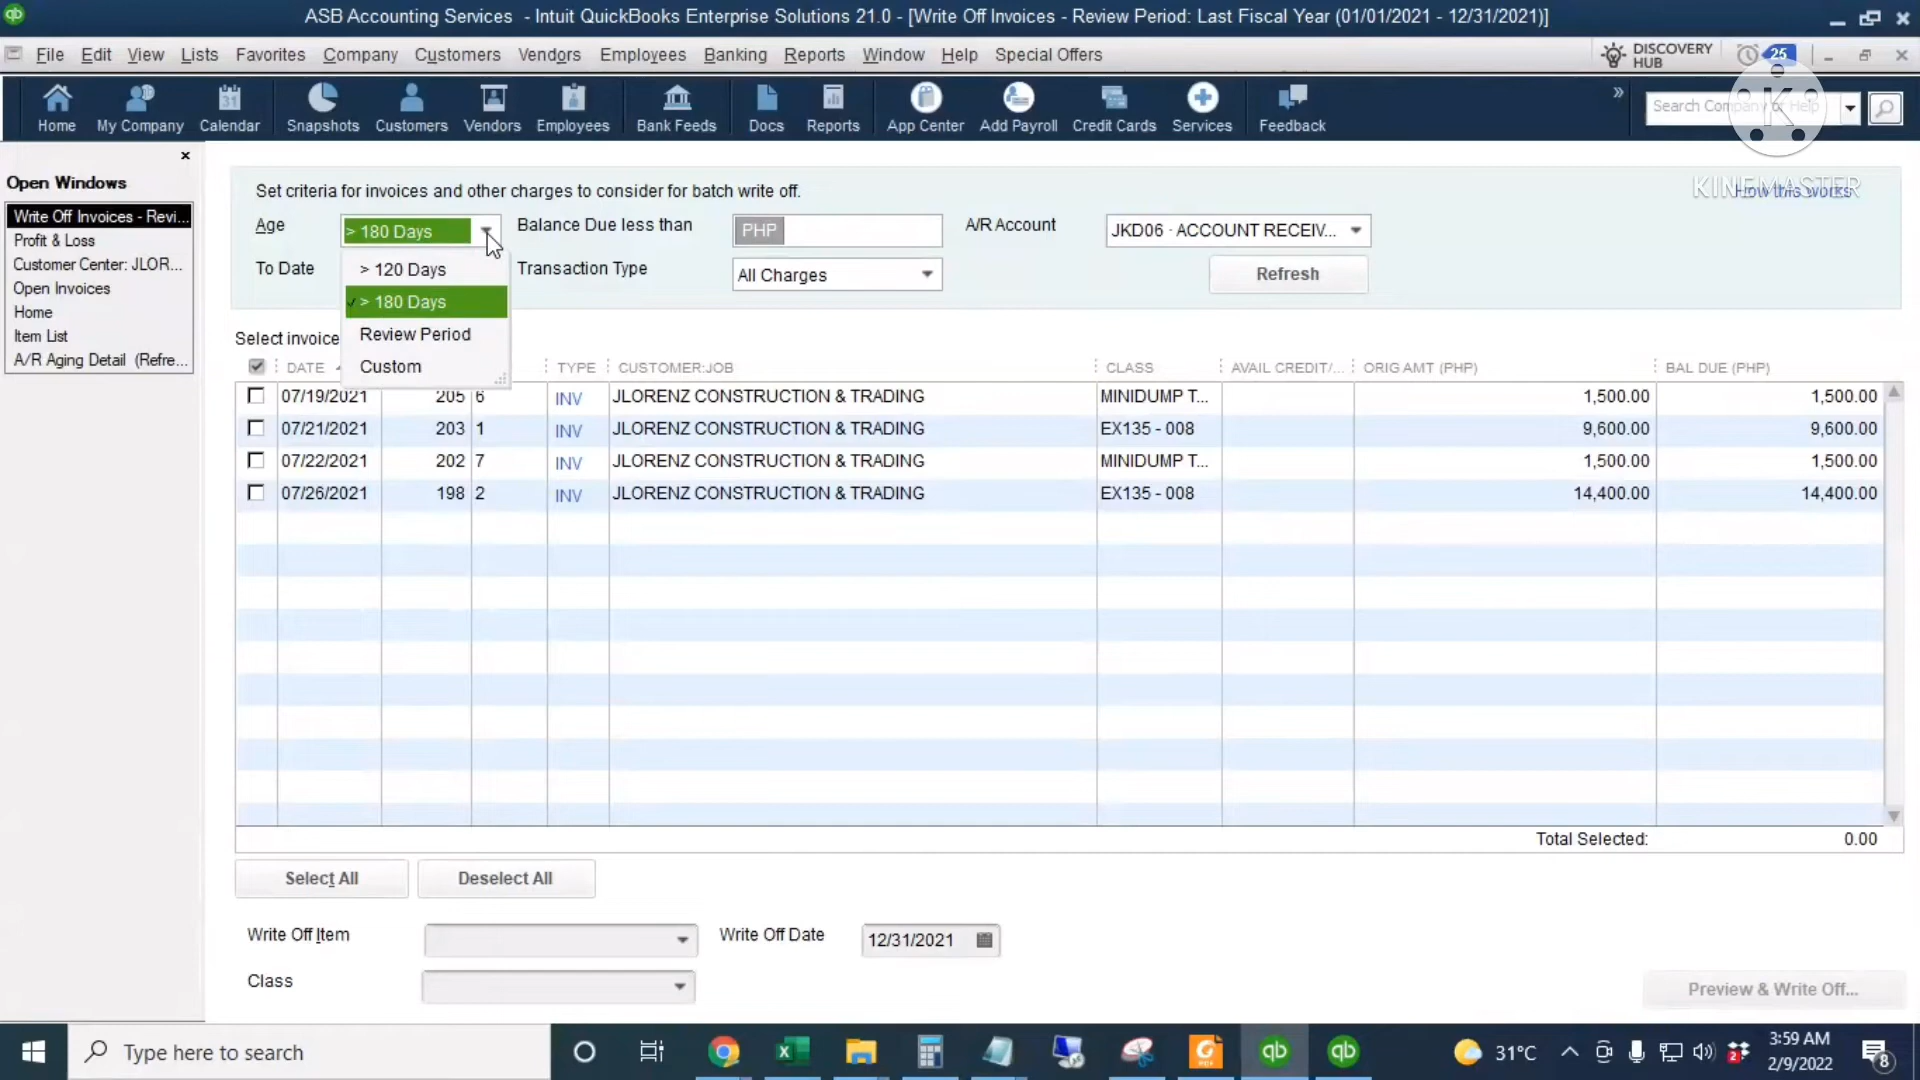 ASB Accounting Services - Intuit QuickBooks Enterprise Solutions 21.0 - [Write Off Invoices - Review Period: Last Fiscal Year (01/01/2021 - 12/31/2021)]
File Edit View Lists Favorites Company Customers Vendors Employees Banking Reports Window Help Special Offers DISCOVERY HUB 25
31
Home My Company Calendar Snapshots Customers Vendors Employees Bank Feeds Docs Reports App Center Add Payroll Credit Cards Services Feedback » Search Company or Help
K
KINEMASTER
How this works
Open Windows
Write Off Invoices - Revi...
Profit & Loss
Customer Center: JLOR...
Open Invoices
Home
Item List
A/R Aging Detail (Refre...
Set criteria for invoices and other charges to consider for batch write off.
Age > 180 Days Balance Due less than PHP A/R Account JKD06 · ACCOUNT RECEIV...
To Date Transaction Type All Charges Refresh
> 120 Days
> 180 Days
Review Period
Custom
Select invoice
DATE TYPE CUSTOMER:JOB CLASS AVAIL CREDIT/... ORIG AMT (PHP) BAL DUE (PHP)
07/19/2021 205 6 INV JLORENZ CONSTRUCTION & TRADING MINIDUMP T... 1,500.00 1,500.00
07/21/2021 203 1 INV JLORENZ CONSTRUCTION & TRADING EX135 - 008 9,600.00 9,600.00
07/22/2021 202 7 INV JLORENZ CONSTRUCTION & TRADING MINIDUMP T... 1,500.00 1,500.00
07/26/2021 198 2 INV JLORENZ CONSTRUCTION & TRADING EX135 - 008 14,400.00 14,400.00
Total Selected: 0.00
Select All Deselect All
Write Off Item Write Off Date 12/31/2021
Class
Preview & Write Off...
Type here to search
31°C
2
3:59 AM
2/9/2022
8